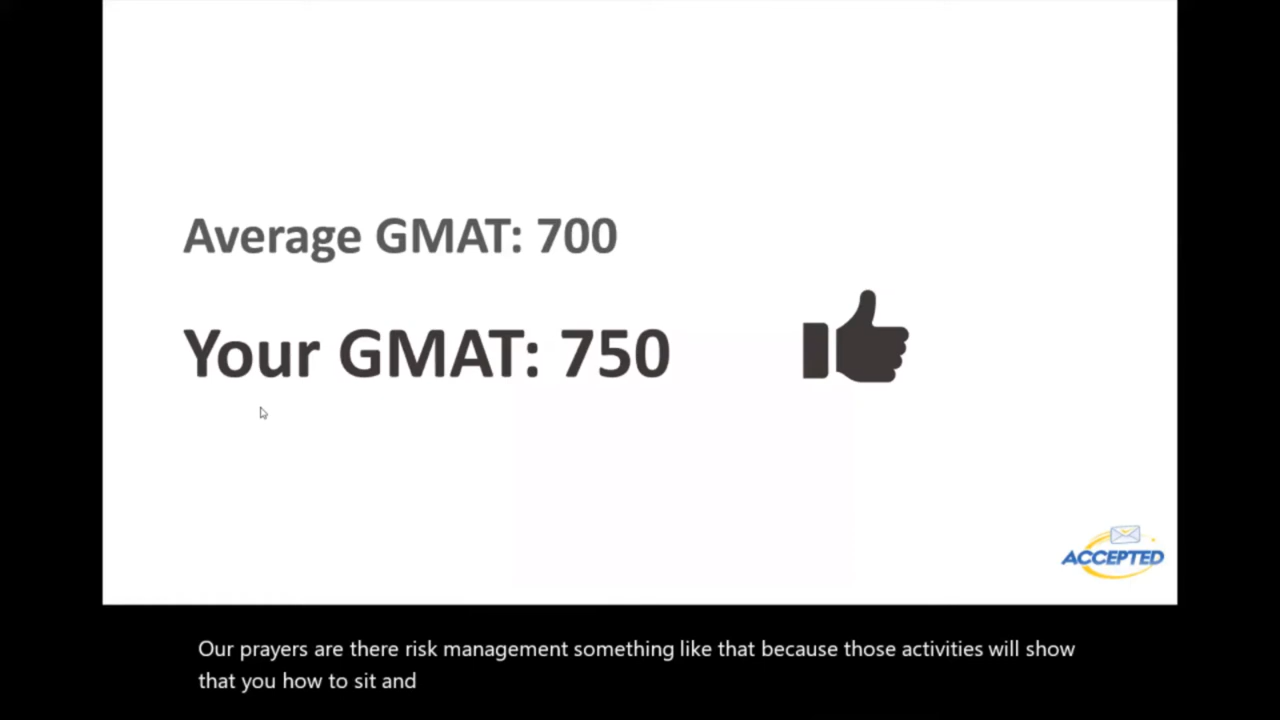 Average GMAT: 700
Your GMAT: 750
ACCEPTED
Our prayers are there risk management something like that because those activities will show
that you how to sit and